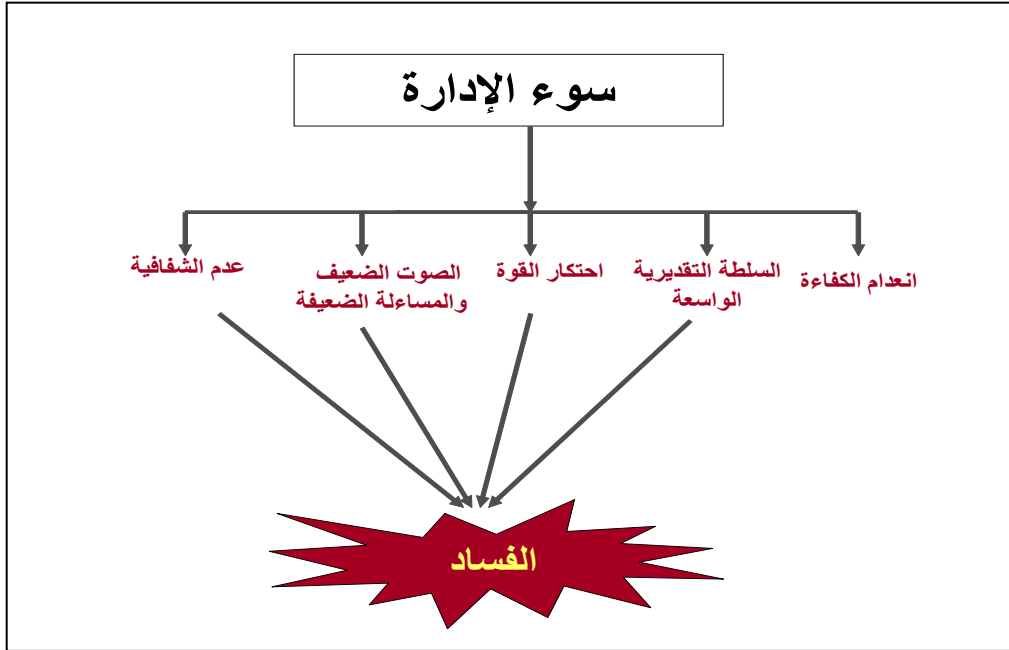 سوء الإدارة
انعدام الكفاءة
السلطة التقديرية
الواسعة
احتكار القوة
الصوت الضعيف
والمساءلة الضعيفة
عدم الشفافية
الفساد